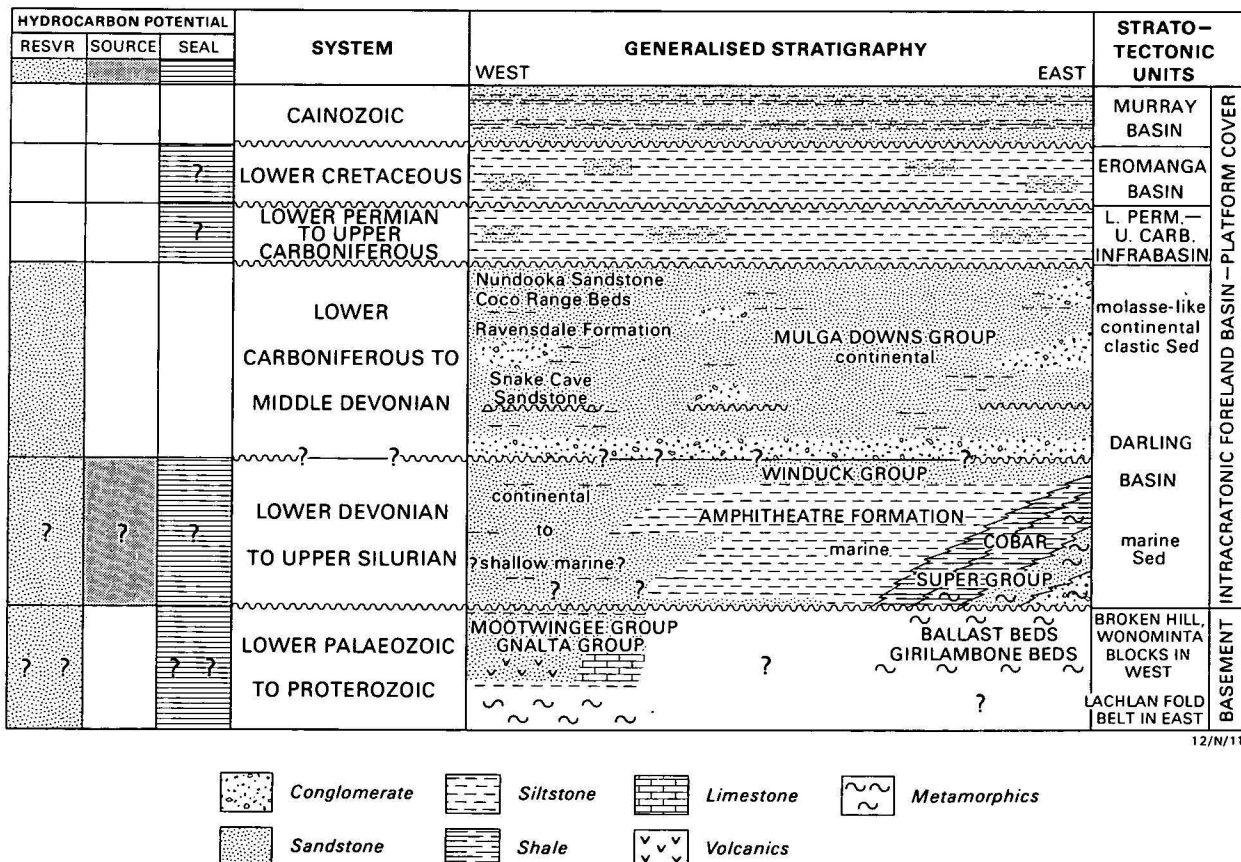 HYDROCARBON POTENTIAL
RESVR SOURCE SEAL
SYSTEM
GENERALISED STRATIGRAPHY
WEST EAST
STRATO–
TECTONIC
UNITS
CAINOZOIC
MURRAY
BASIN
?
LOWER CRETACEOUS
EROMANGA
BASIN
?
LOWER PERMIAN
TO UPPER
CARBONIFEROUS
L. PERM.—
U. CARB.
INFRABASIN
LOWER
CARBONIFEROUS TO
MIDDLE DEVONIAN
Nundooka Sandstone
Coco Range Beds
Ravensdale Formation
Snake Cave
Sandstone
MULGA DOWNS GROUP
continental
molasse-like
continental
clastic Sed
DARLING
BASIN
marine
Sed
? ? ? ? ? ?
? ? ?
LOWER DEVONIAN
TO UPPER SILURIAN
continental
to
?shallow marine?
? ?
WINDUCK GROUP
AMPHITHEATRE FORMATION
marine
COBAR
SUPER GROUP
INTRACRATONIC FORELAND BASIN—PLATFORM COVER
? ? ? ?
LOWER PALAEOZOIC
TO PROTEROZOIC
MOOTWINGEE GROUP
GNALTA GROUP
?
BALLAST BEDS
GIRILAMBONE BEDS
?
BROKEN HILL,
WONOMINTA
BLOCKS IN
WEST
LACHLAN FOLD
BELT IN EAST
BASEMENT
Conglomerate Siltstone Limestone Metamorphics
Sandstone Shale Volcanics